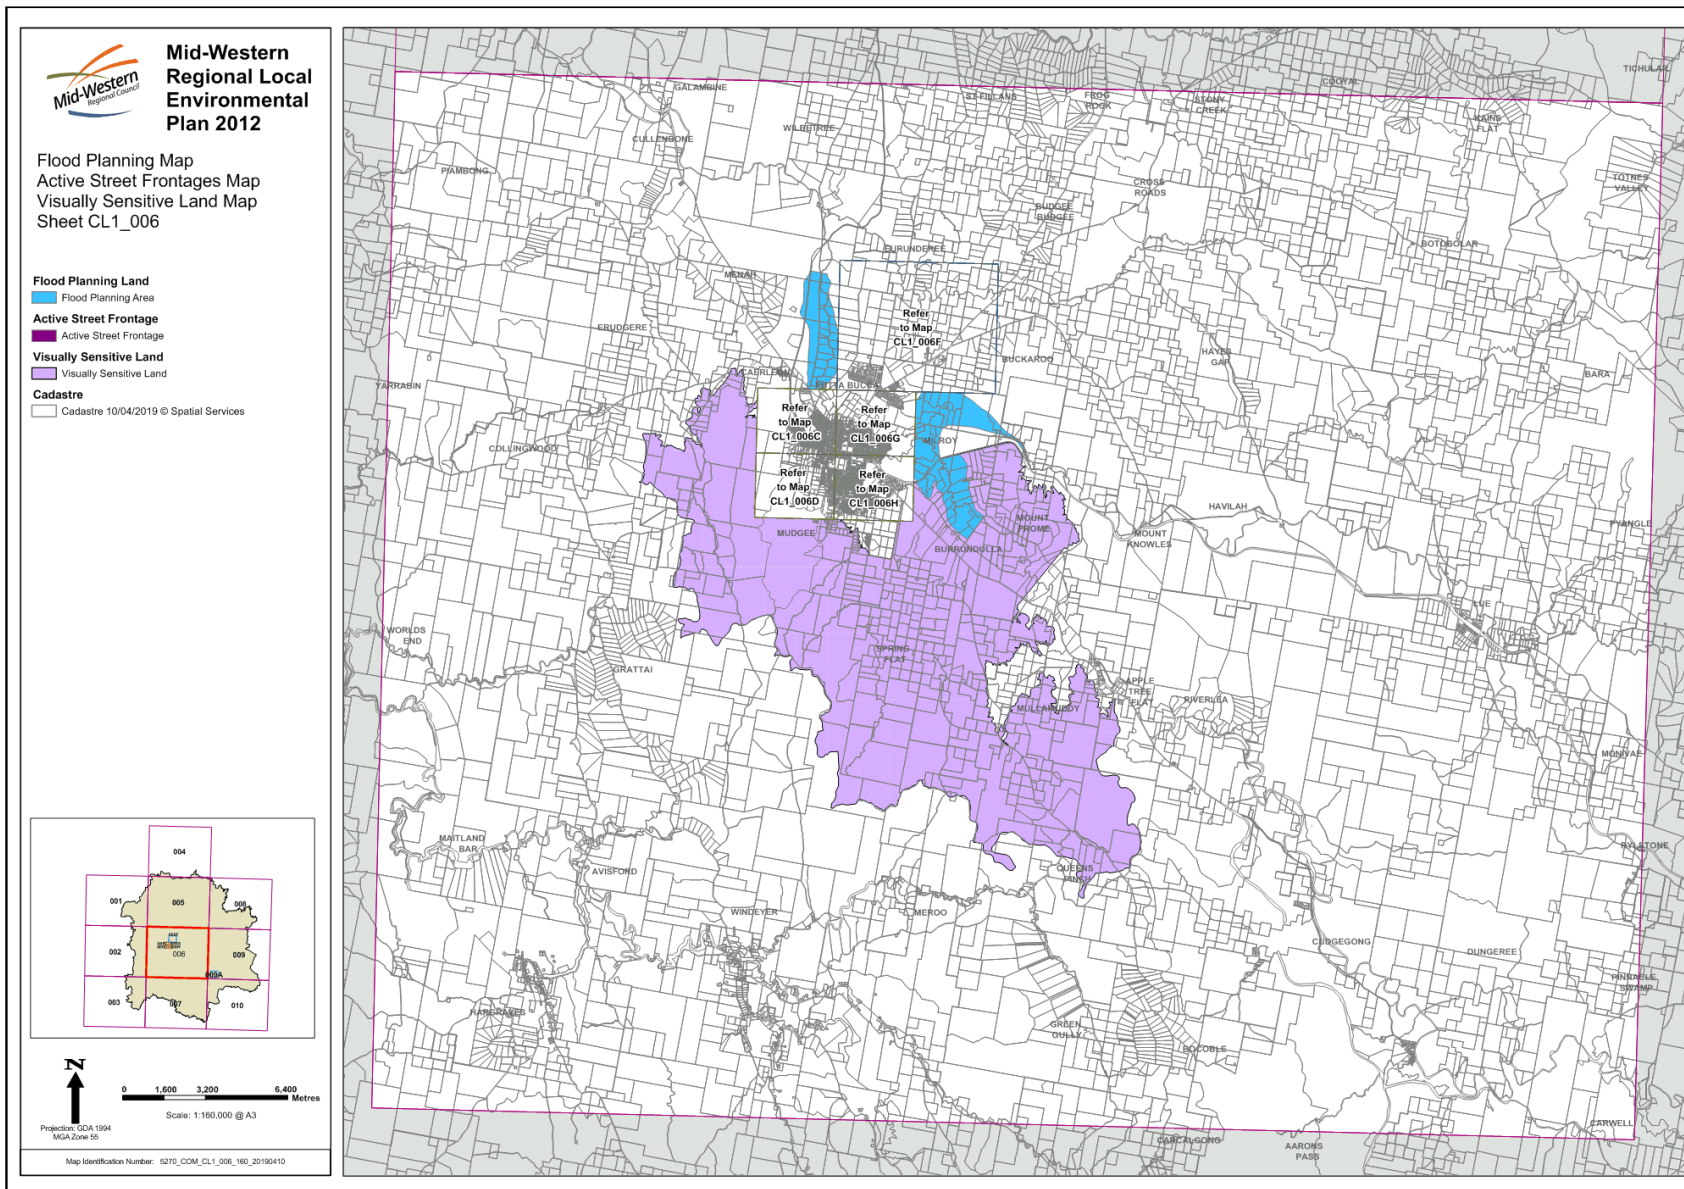 Mid-Western
Regional Council
Mid-Western
Regional Local
Environmental
Plan 2012
Flood Planning Map
Active Street Frontages Map
Visually Sensitive Land Map
Sheet CL1_006
Flood Planning Land
Flood Planning Area
Active Street Frontage
Active Street Frontage
Visually Sensitive Land
Visually Sensitive Land
Cadastre
Cadastre 10/04/2019 © Spatial Services
004
001
005
008
002
006
009
009A
003
007
010
N
0 1,600 3,200 6,400
Metres
Scale: 1:160,000 @ A3
Projection: GDA 1994
MGA Zone 55
Map Identification Number: 5270_COM_CL1_006_160_20190410
TICHULAR
COOYAL
GALAMBINE
ST FILLANS
FROG
ROCK
STONY
CREEK
KAINS
FLAT
WILBETREE
CULLENBONE
PIAMBONG
CROSS
ROADS
TOTNES
VALLEY
BUDGEE
BUDGEE
BOTOBOLAR
EURUNDEREE
MENAH
ERUDGERE
Refer
to Map
CL1_006F
BUCKAROO
HAYES
GAP
BARA
YARRABIN
CAERLEON
PUTTA BUCCA
Refer
to Map
CL1_006C
Refer
to Map
CL1_006G
MILROY
COLLINGWOOD
Refer
to Map
CL1_006D
Refer
to Map
CL1_006H
HAVILAH
MOUNT
FROME
PYANGLE
MUDGEE
MOUNT
KNOWLES
BURRUNDULLA
LUE
WORLDS
END
SPRING
FLAT
GRATTAI
APPLE
TREE
FLAT
RIVERLEA
MULLAMUDDY
MONIVAE
MAITLAND
BAR
RYLSTONE
AVISFORD
QUEENS
PINCH
WINDEYER
MEROO
CUDGEGONG
DUNGEREE
PINNACLE
SWAMP
HARGRAVES
GREEN
GULLY
BOCOBLE
CARWELL
CARCALGONG
AARONS
PASS